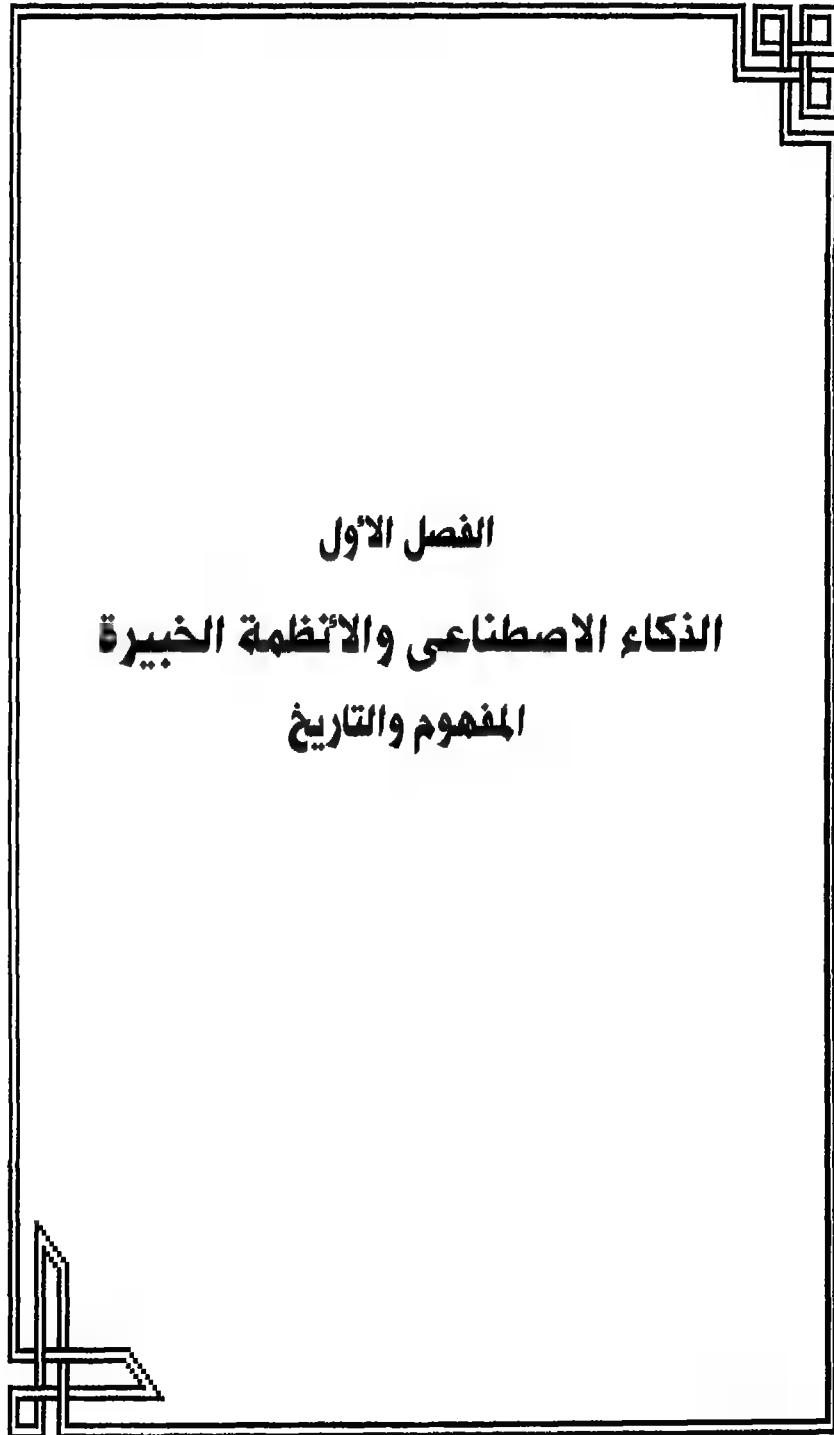 الفصل الأول
الذكاء الاصطناعى والأنظمة الخبيرة
المفهوم والتاريخ